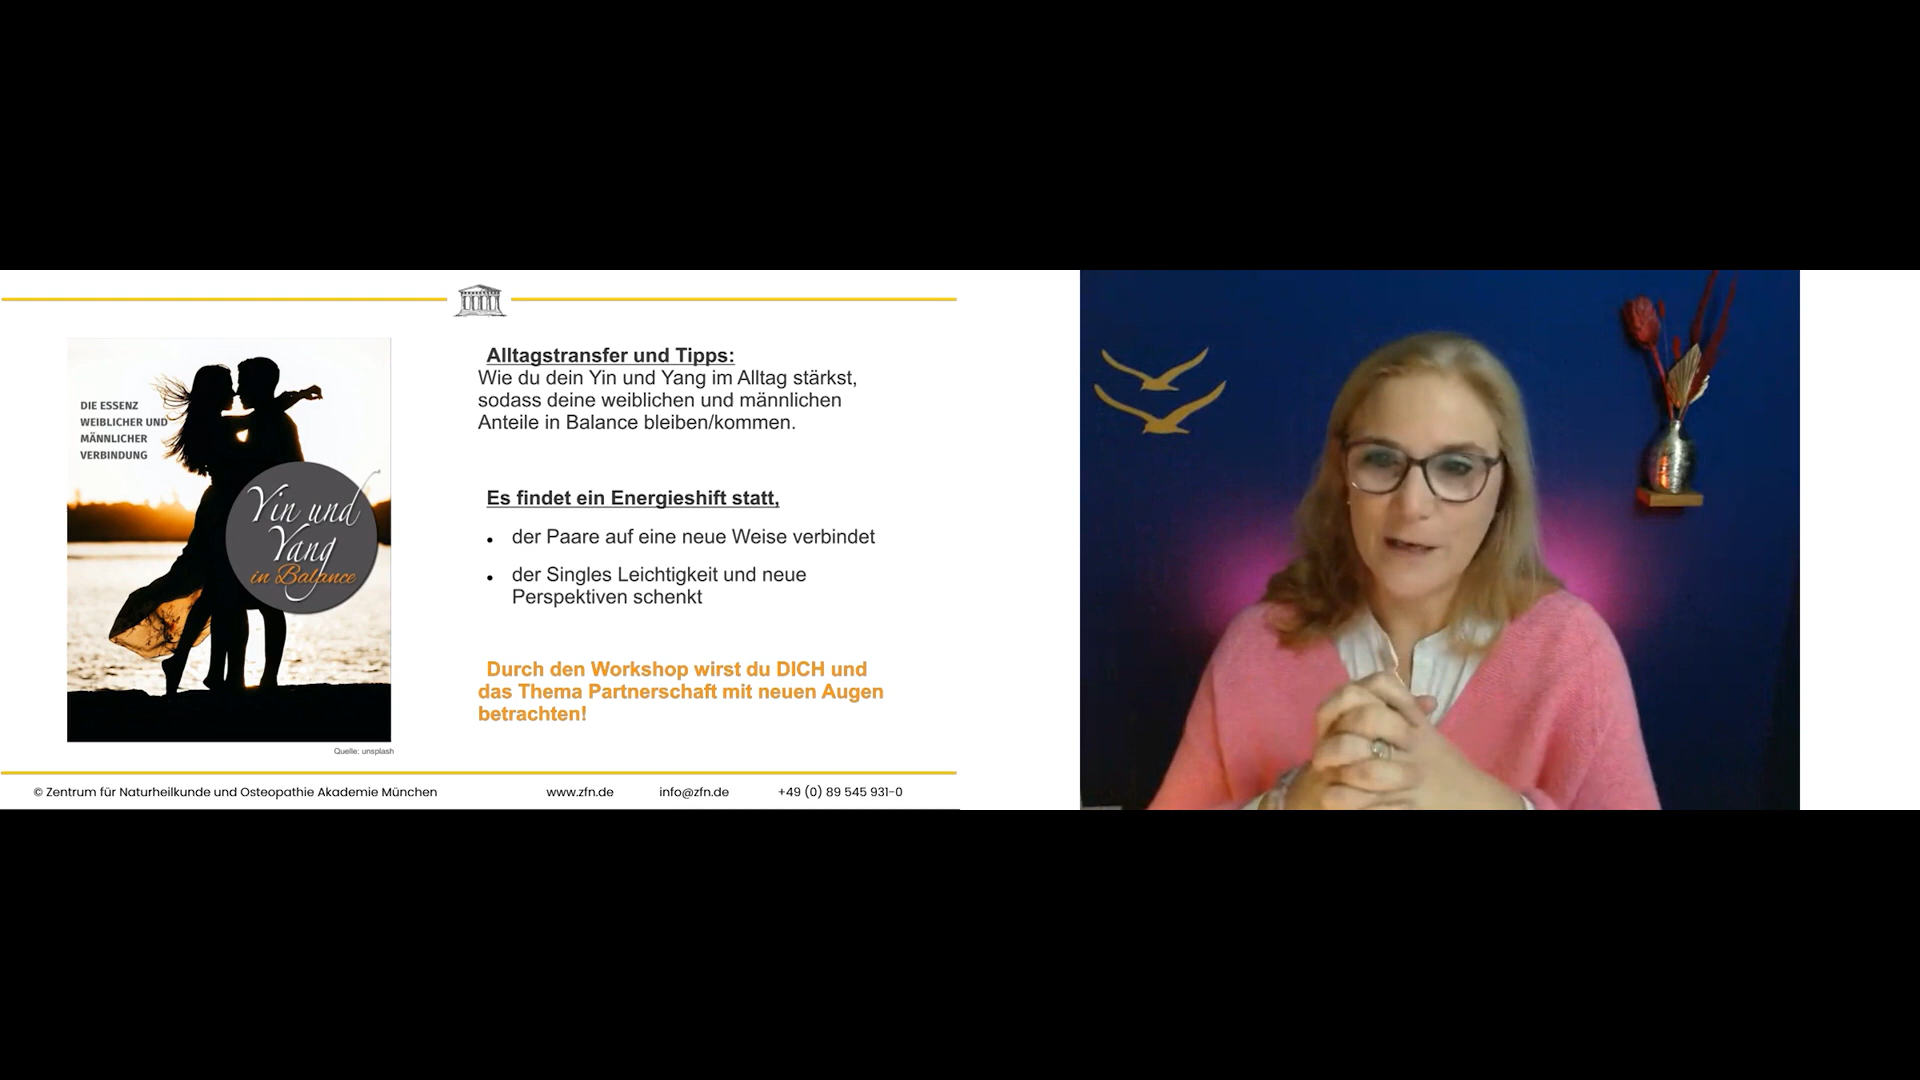 DIE ESSENZ
WEIBLICHER UND
MÄNNLICHER
VERBINDUNG
Yin und
Yang
in Balance
Quelle: unsplash
Alltagstransfer und Tipps:
Wie du dein Yin und Yang im Alltag stärkst,
sodass deine weiblichen und männlichen
Anteile in Balance bleiben/kommen.
Es findet ein Energieshift statt,
• der Paare auf eine neue Weise verbindet
• der Singles Leichtigkeit und neue
Perspektiven schenkt
Durch den Workshop wirst du DICH und
das Thema Partnerschaft mit neuen Augen
betrachten!
© Zentrum für Naturheilkunde und Osteopathie Akademie München www.zfn.de info@zfn.de +49 (0) 89 545 931-0